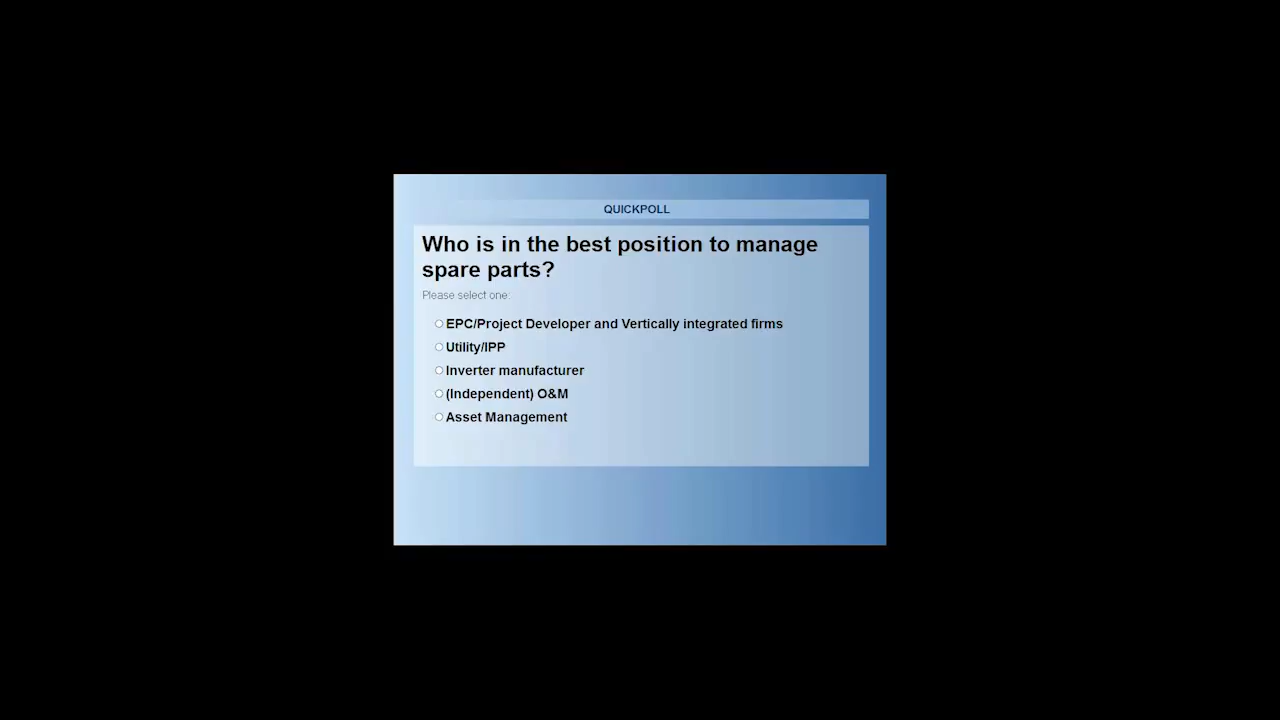 QUICKPOLL
Who is in the best position to manage
spare parts?
Please select one:
EPC/Project Developer and Vertically integrated firms
Utility/IPP
Inverter manufacturer
(Independent) O&M
Asset Management